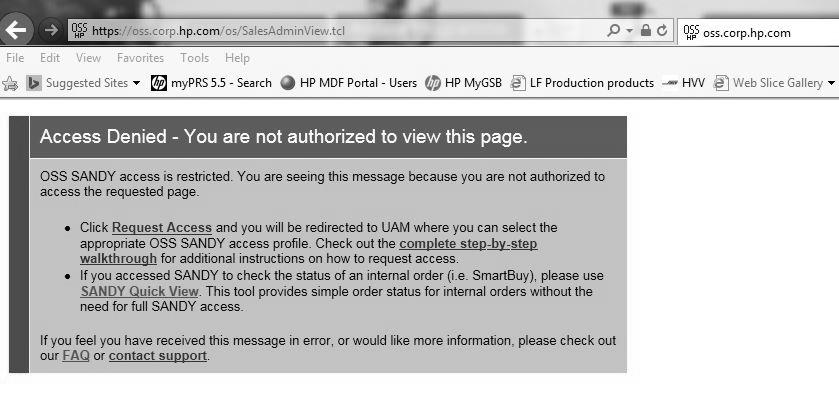 OSS HP https://oss.corp.hp.com/os/SalesAdminView.tcl OSS HP oss.corp.hp.com
File Edit View Favorites Tools Help
Suggested Sites myPRS 5.5 - Search HP MDF Portal - Users HP MyGSB LF Production products HVV Web Slice Gallery
Access Denied - You are not authorized to view this page.
OSS SANDY access is restricted. You are seeing this message because you are not authorized to
access the requested page.
• Click Request Access and you will be redirected to UAM where you can select the
appropriate OSS SANDY access profile. Check out the complete step-by-step
walkthrough for additional instructions on how to request access.
• If you accessed SANDY to check the status of an internal order (i.e. SmartBuy), please use
SANDY Quick View. This tool provides simple order status for internal orders without the
need for full SANDY access.
If you feel you have received this message in error, or would like more information, please check out
our FAQ or contact support.